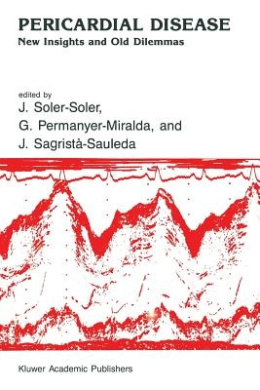 PERICARDIAL DISEASE
New Insights and Old Dilemmas
edited by
J. Soler-Soler,
G. Permanyer-Miralda, and
J. Sagristà-Sauleda
Kluwer Academic Publishers